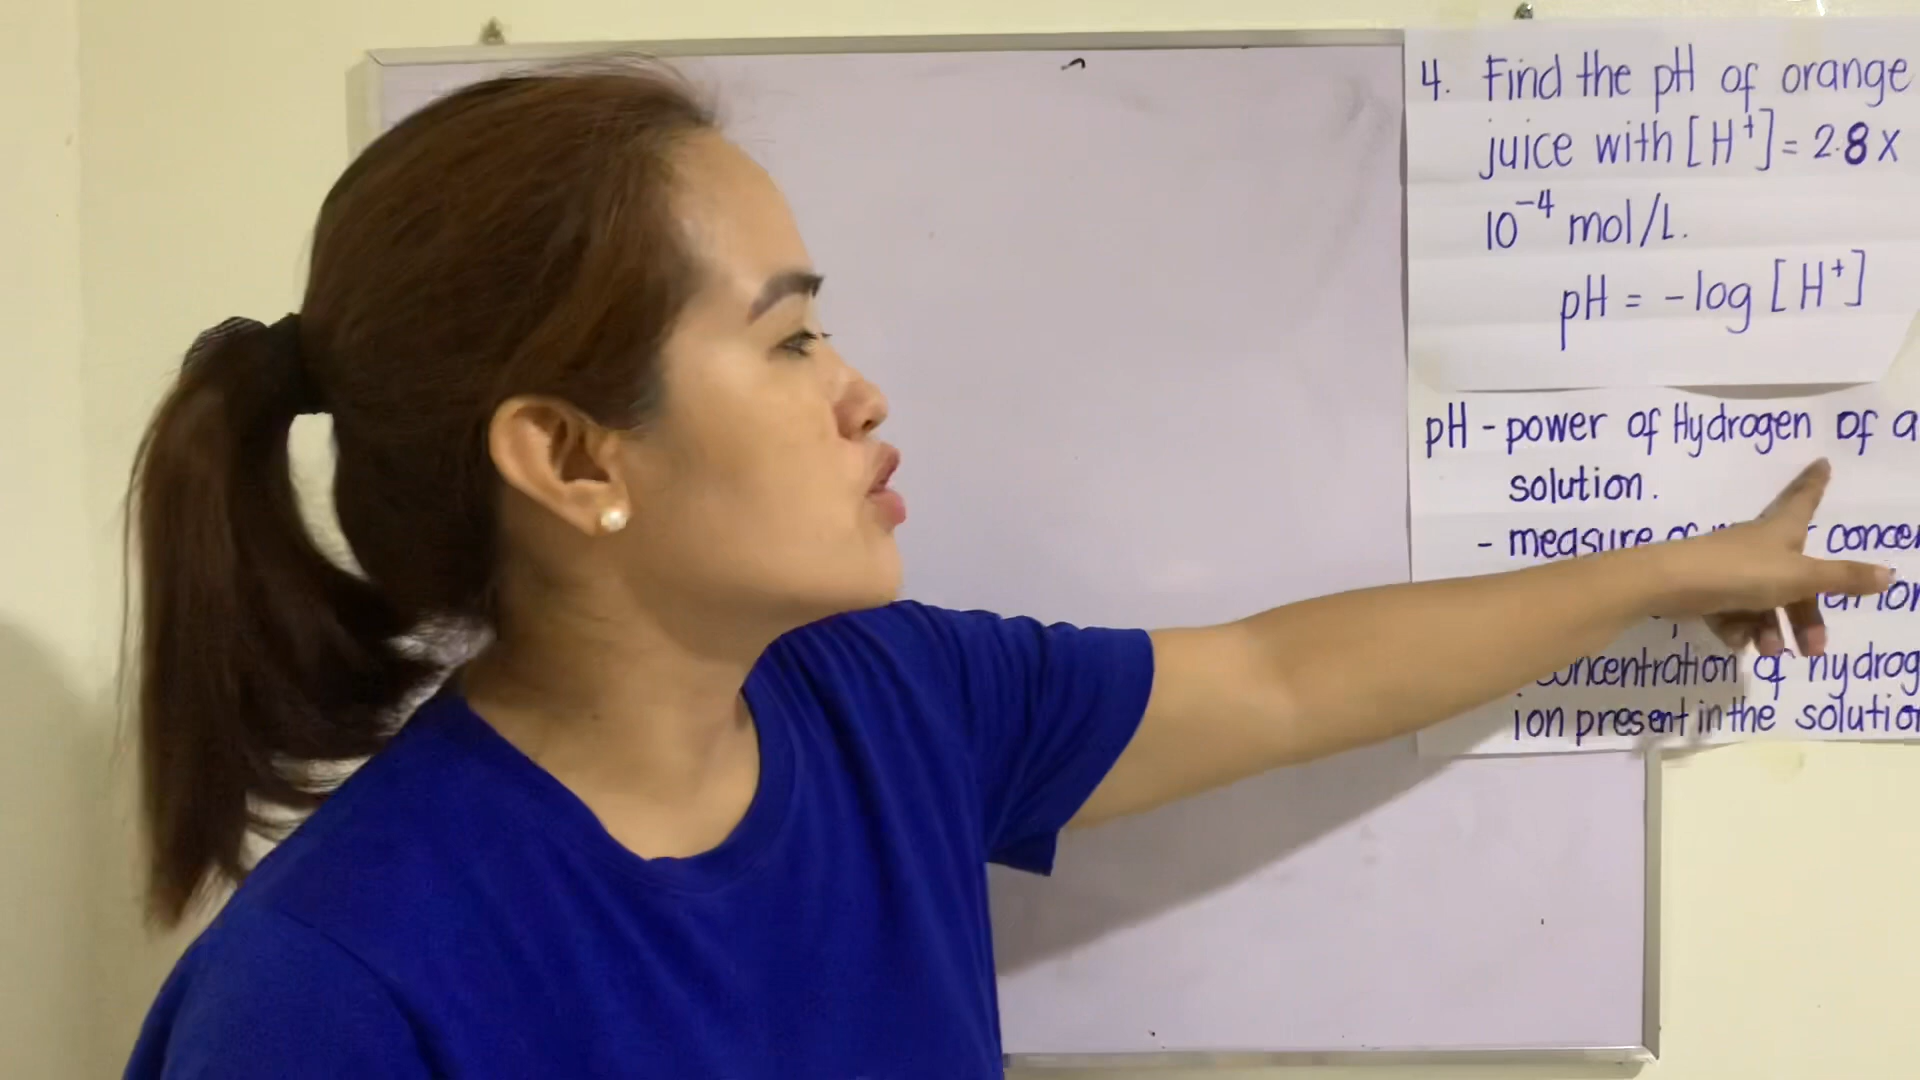 4. Find the pH of orange
juice with [H⁺] = 2.8 x
10⁻⁴ mol/L.
pH = -log [H⁺]
pH - power of Hydrogen of a
solution.
- measure
concentration of hydrog
ion present in the solution